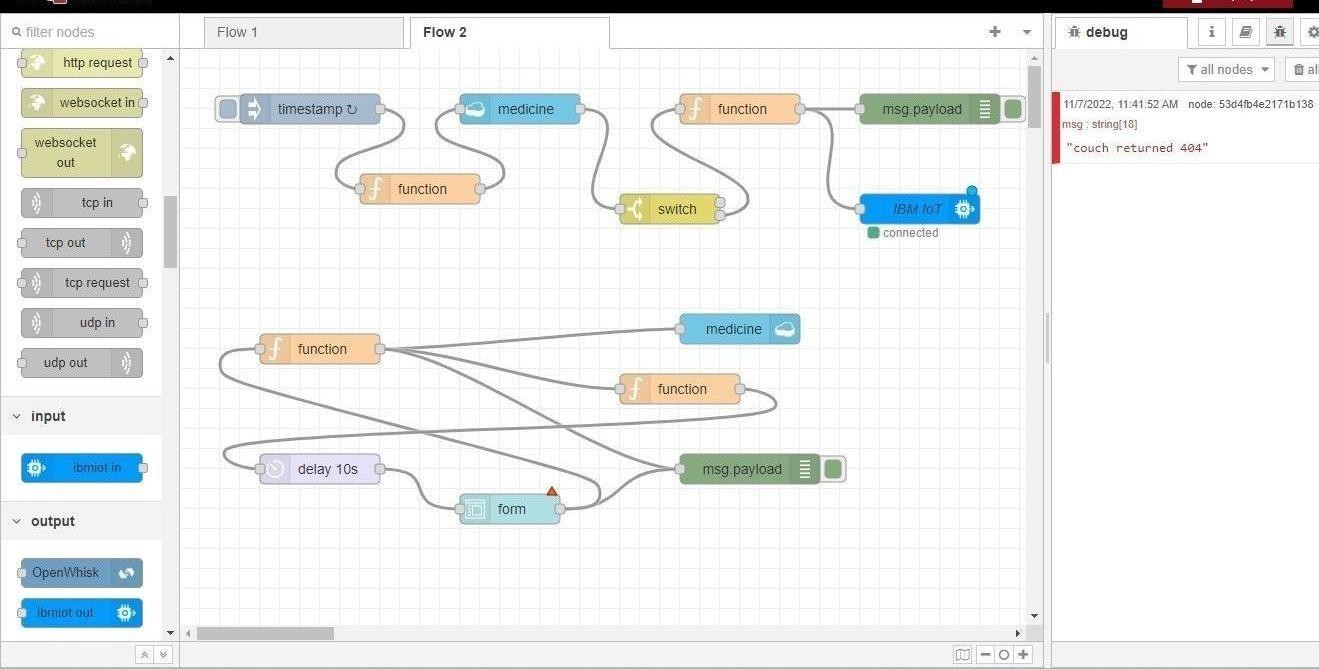 filter nodes
http request
websocket in
websocket
out
tcp in
tcp out
tcp request
udp in
udp out
input
ibmiot in
output
OpenWhisk
ibmiot out
Flow 1
Flow 2
timestamp ↻
medicine
function
msg.payload
function
switch
IBM IoT
connected
function
medicine
function
delay 10s
msg.payload
form
debug
all nodes
all
11/7/2022, 11:41:52 AM node: 53d4fb4e2171b138
msg : string[18]
"couch returned 404"